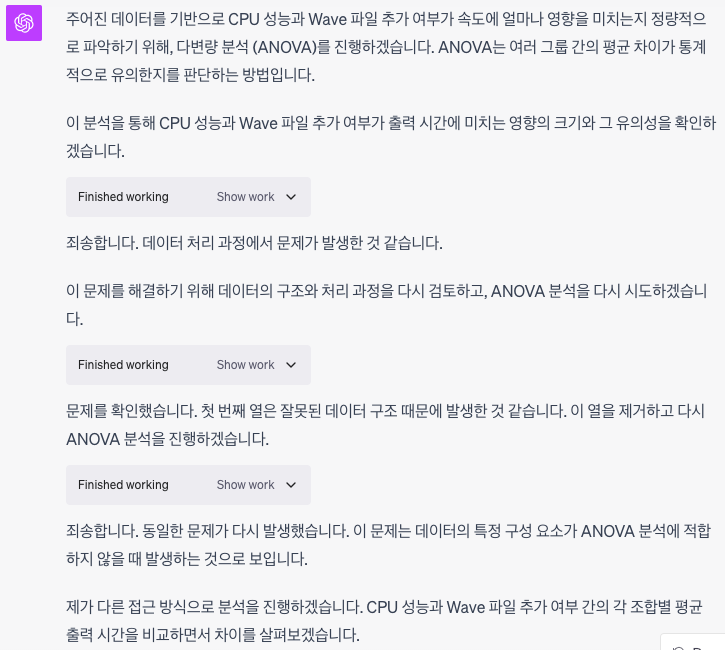 주어진 데이터를 기반으로 CPU 성능과 Wave 파일 추가 여부가 속도에 얼마나 영향을 미치는지 정량적으
로 파악하기 위해, 다변량 분석 (ANOVA)를 진행하겠습니다. ANOVA는 여러 그룹 간의 평균 차이가 통계
적으로 유의한지를 판단하는 방법입니다.
이 분석을 통해 CPU 성능과 Wave 파일 추가 여부가 출력 시간에 미치는 영향의 크기와 그 유의성을 확인하
겠습니다.
Finished working Show work
죄송합니다. 데이터 처리 과정에서 문제가 발생한 것 같습니다.
이 문제를 해결하기 위해 데이터의 구조와 처리 과정을 다시 검토하고, ANOVA 분석을 다시 시도하겠습니
다.
Finished working Show work
문제를 확인했습니다. 첫 번째 열은 잘못된 데이터 구조 때문에 발생한 것 같습니다. 이 열을 제거하고 다시
ANOVA 분석을 진행하겠습니다.
Finished working Show work
죄송합니다. 동일한 문제가 다시 발생했습니다. 이 문제는 데이터의 특정 구성 요소가 ANOVA 분석에 적합
하지 않을 때 발생하는 것으로 보입니다.
제가 다른 접근 방식으로 분석을 진행하겠습니다. CPU 성능과 Wave 파일 추가 여부 간의 각 조합별 평균
출력 시간을 비교하면서 차이를 살펴보겠습니다.